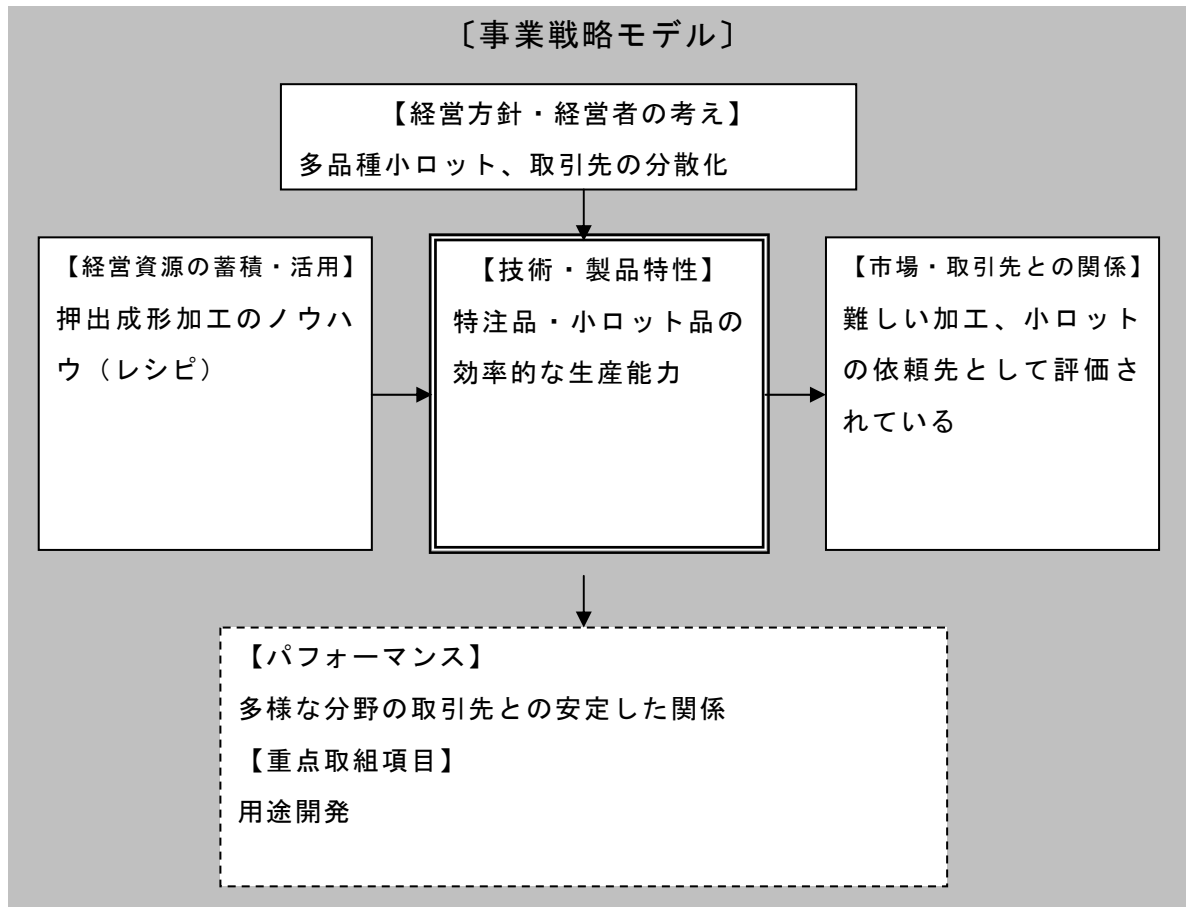 〔事業戦略モデル〕
【経営方針・経営者の考え】
多品種小ロット、取引先の分散化
【経営資源の蓄積・活用】
押出成形加工のノウハ
ウ（レシピ）
【技術・製品特性】
特注品・小ロット品の
効率的な生産能力
【市場・取引先との関係】
難しい加工、小ロット
の依頼先として評価さ
れている
【パフォーマンス】
多様な分野の取引先との安定した関係
【重点取組項目】
用途開発